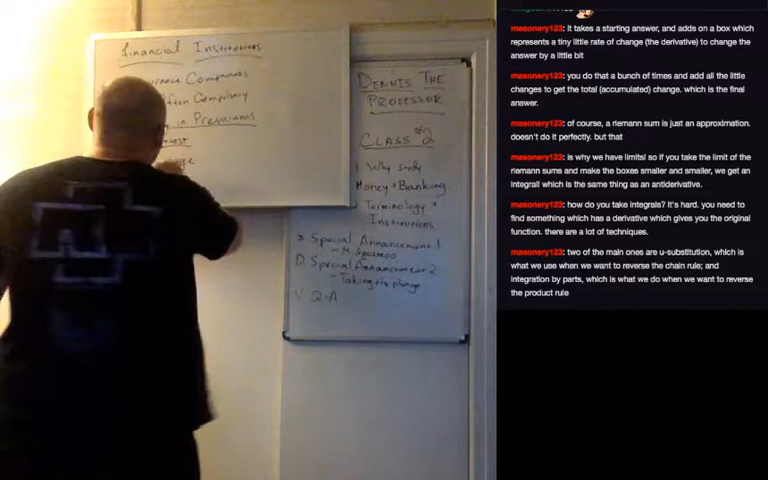 Financial Institutions
Companies
Often Compulsory
in Premiums
DENNIS THE
PROFESSOR
CLASS #2
Why study
Money + Banking
Terminology +
Institutions
Special Announcement 1
Special Announcement 2
- Taking the plunge
V. Q-A
masonery123: it takes a starting answer, and adds on a box which
represents a tiny little rate of change (the derivative) to change the
answer by a little bit
masonery123: you do that a bunch of times and add all the little
changes to get the total (accumulated) change. which is the final
answer.
masonery123: of course, a riemann sum is just an approximation.
doesn't do it perfectly. but that
masonery123: is why we have limits! so if you take the limit of the
riemann sums and make the boxes smaller and smaller, we get an
integral! which is the same thing as an antiderivative.
masonery123: how do you take integrals? it's hard. you need to
find something which has a derivative which gives you the original
function. there are a lot of techniques.
masonery123: two of the main ones are u-substitution, which is
what we use when we want to reverse the chain rule; and
integration by parts, which is what we do when we want to reverse
the product rule